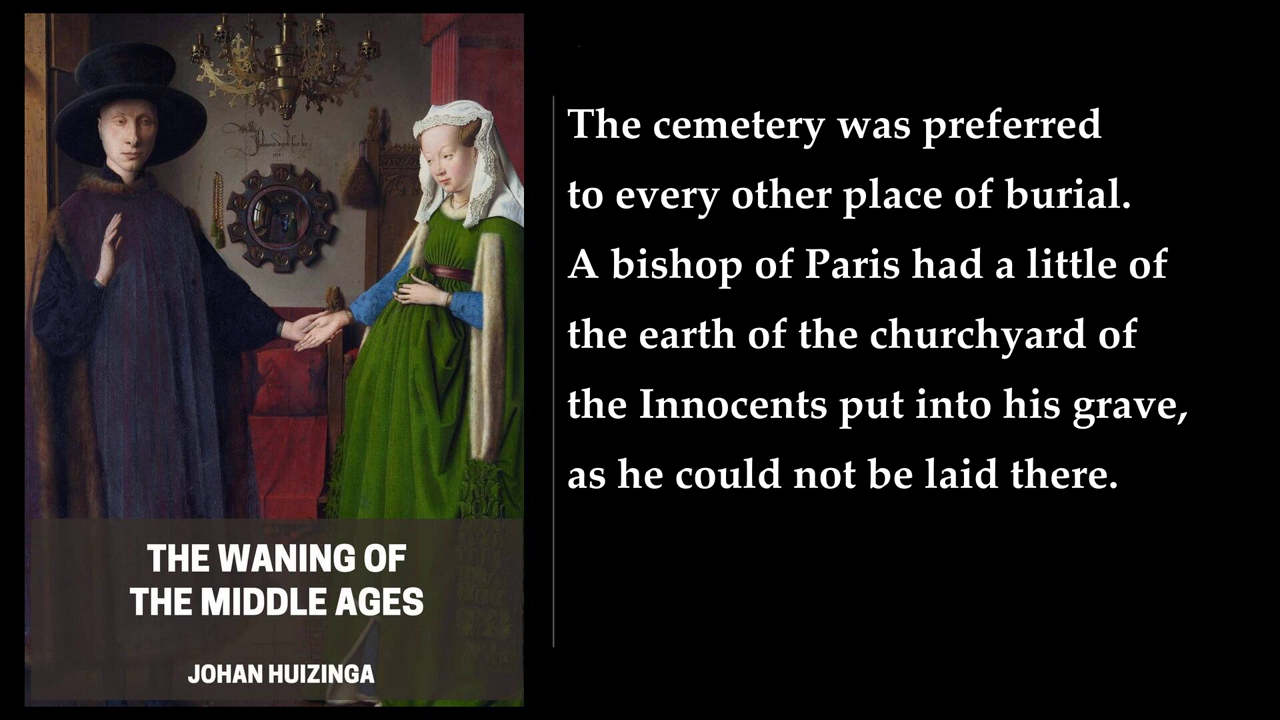 THE WANING OF
THE MIDDLE AGES
JOHAN HUIZINGA
The cemetery was preferred
to every other place of burial.
A bishop of Paris had a little of
the earth of the churchyard of
the Innocents put into his grave,
as he could not be laid there.